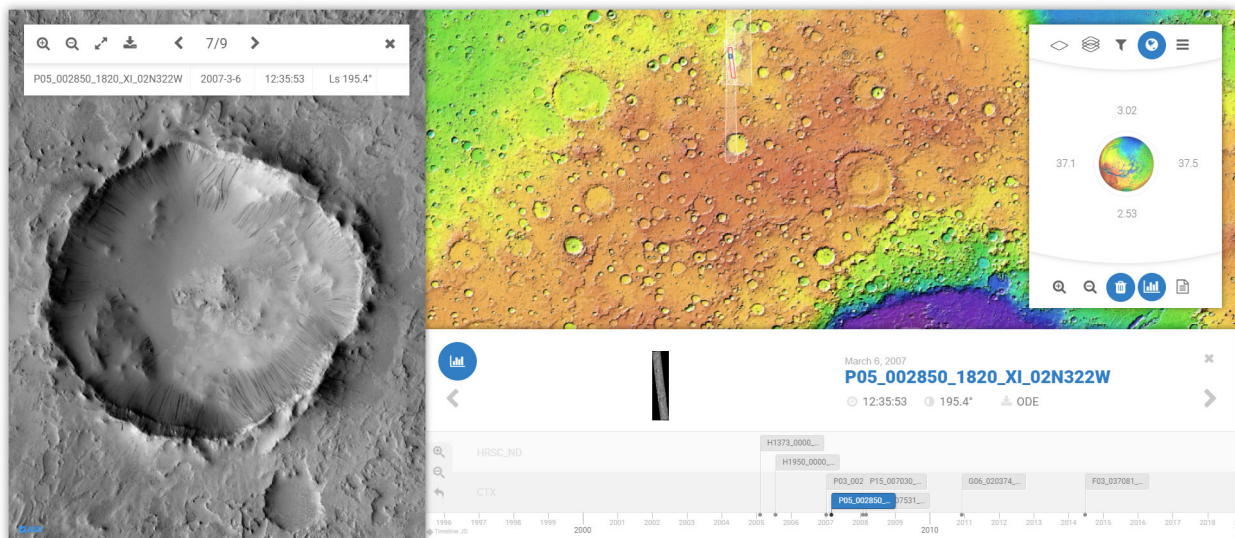 7/9
P05_002850_1820_XI_02N322W 2007-3-6 12:35:53 Ls 195.4°
3.02
37.1 37.5
2.53
March 6, 2007
P05_002850_1820_XI_02N322W
12:35:53 195.4° ODE
H1373_0000_...
HRSC_ND
H1950_0000_...
P03_002 P15_007030_... G06_020374_... F03_037081_...
CTX
P05_002850_... 07531_...
1996 1997 1998 1999 2000 2001 2002 2003 2004 2005 2006 2007 2008 2009 2010 2011 2012 2013 2014 2015 2016 2017 2018
Timeline JS